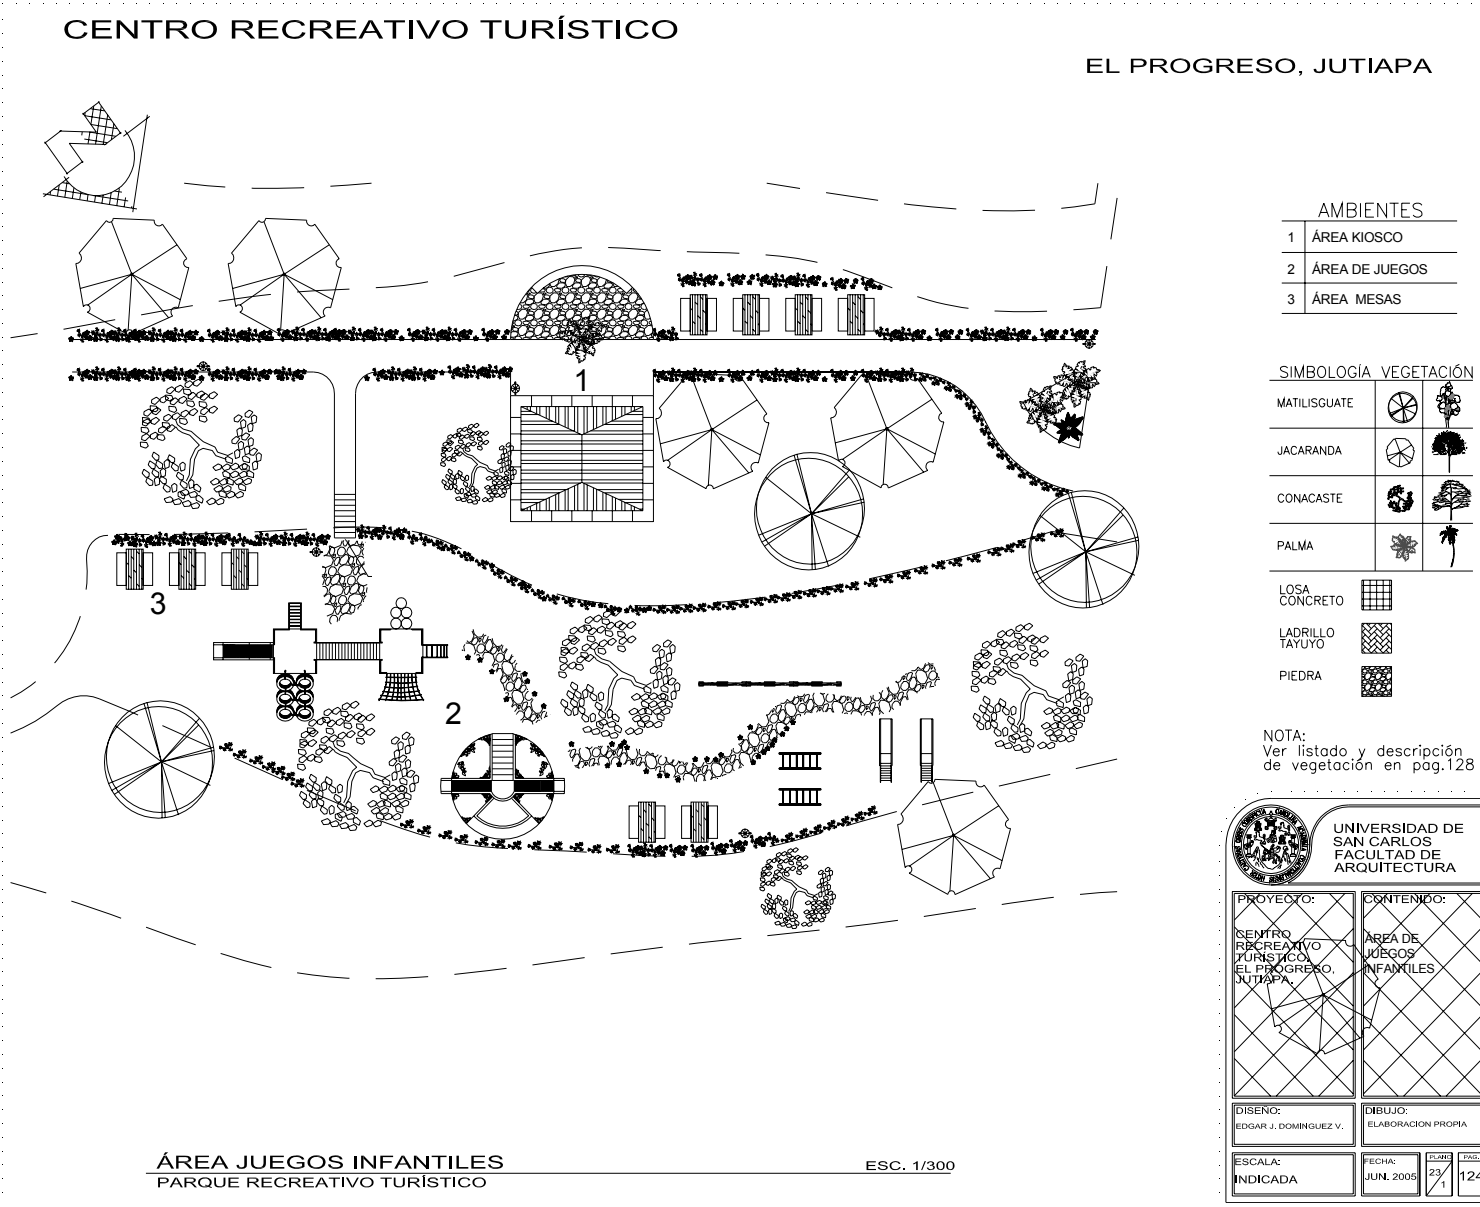 CENTRO RECREATIVO TURÍSTICO
EL PROGRESO, JUTIAPA
AMBIENTES
1 ÁREA KIOSCO
2 ÁREA DE JUEGOS
3 ÁREA MESAS
SIMBOLOGÍA VEGETACIÓN
MATILISGUATE
JACARANDA
CONACASTE
PALMA
LOSA
CONCRETO
LADRILLO
TAYUYO
PIEDRA
NOTA:
Ver listado y descripción
de vegetación en pag.128
1
3
2
UNIVERSIDAD DE
SAN CARLOS
FACULTAD DE
ARQUITECTURA
PROYECTO:
CENTRO
RECREATIVO
TURISTICO,
EL PROGRESO,
JUTIAPA.
CONTENIDO:
ÁREA DE
JUEGOS
INFANTILES
DISEÑO:
EDGAR J. DOMINGUEZ V.
DIBUJO:
ELABORACION PROPIA
ESCALA:
INDICADA
FECHA:
JUN. 2005
PLANO
23/1
PAG.
124
ÁREA JUEGOS INFANTILES
ESC. 1/300
PARQUE RECREATIVO TURÍSTICO